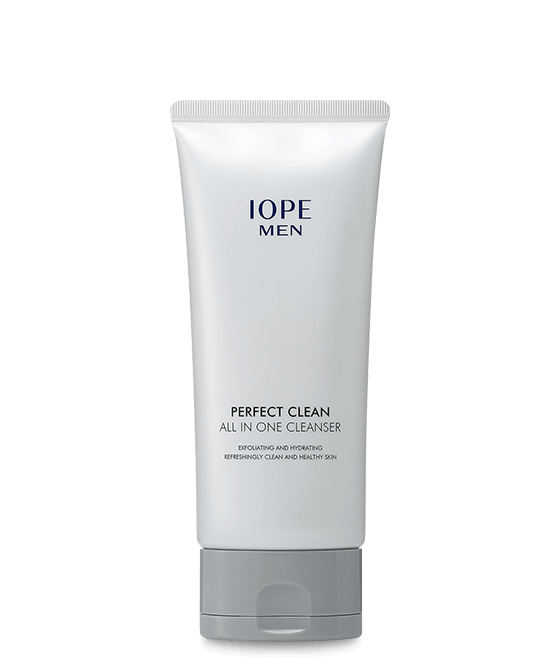 IOPE
MEN
PERFECT CLEAN
ALL IN ONE CLEANSER
EXFOLIATING AND HYDRATING
REFRESHINGLY CLEAN AND HEALTHY SKIN